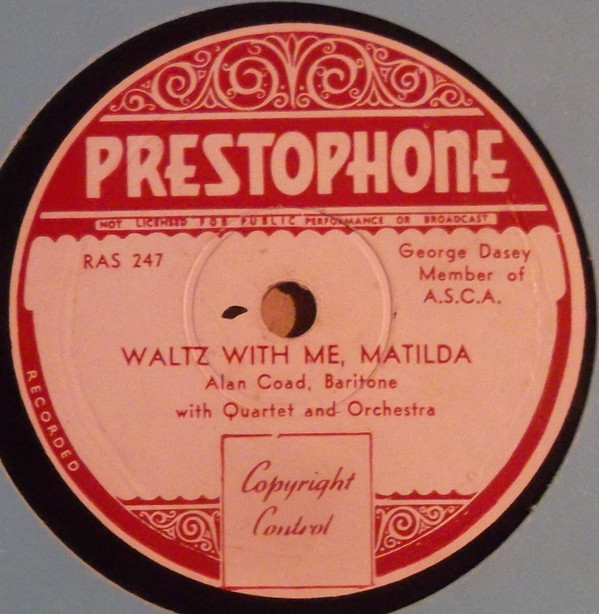 PRESTOPHONE
NOT LICENSED FOR PUBLIC PERFORMANCE OR BROADCAST
RAS 247
George Dasey
Member of
A.S.C.A.
WALTZ WITH ME, MATILDA
Alan Coad, Baritone
with Quartet and Orchestra
RECORDED
Copyright
Control